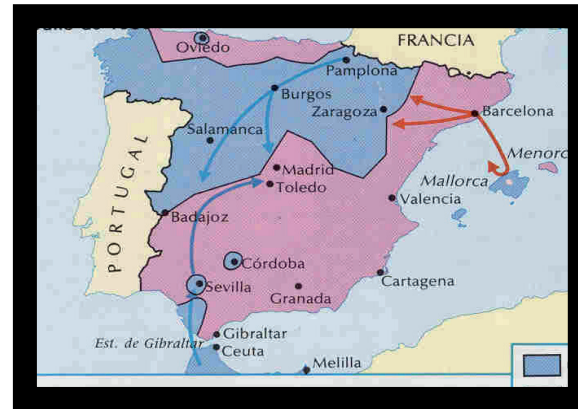 Oviedo
FRANCIA
Pamplona
Burgos
Zaragoza
Barcelona
Salamanca
Menorc
Madrid
Mallorca
Toledo
Valencia
PORTUGAL
Badajoz
Córdoba
Cartagena
Sevilla
Granada
Gibraltar
Est. de Gibraltar
Ceuta
Melilla